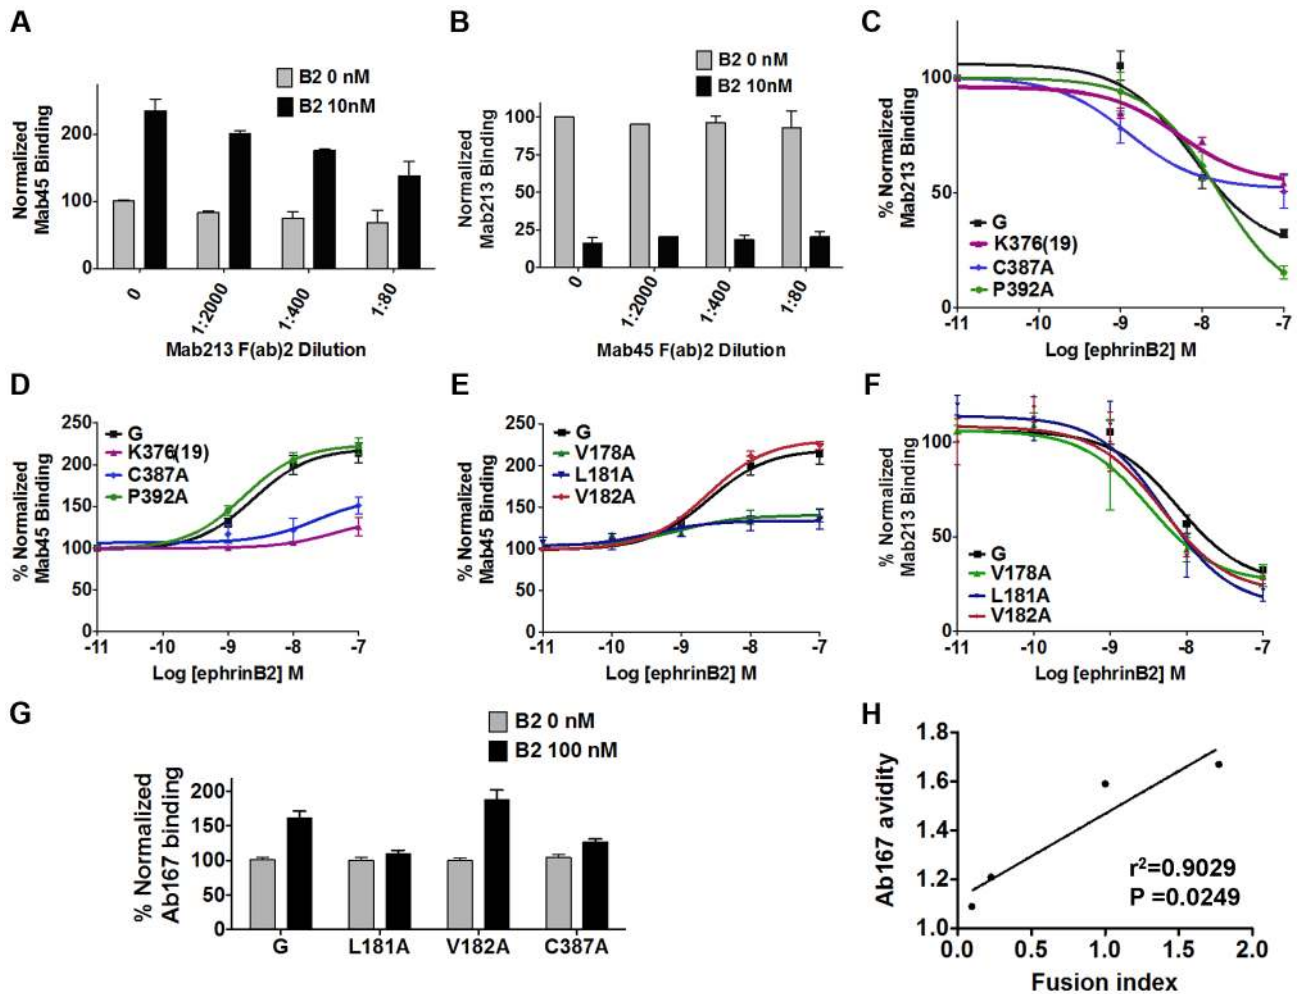 A
B2 0 nM
B2 10nM
Normalized
Mab45 Binding
200
100
0
0
1:2000
1:400
1:80
Mab213 F(ab)2 Dilution
B
B2 0 nM
B2 10nM
Normalized
Mab213 Binding
100
75
50
25
0
0
1:2000
1:400
1:80
Mab45 F(ab)2 Dilution
C
% Normalized
Mab213 Binding
100
50
0
G
K376(19)
C387A
P392A
-11
-10
-9
-8
-7
Log [ephrinB2] M
D
% Normalized
Mab45 Binding
250
200
150
100
50
0
G
K376(19)
C387A
P392A
-11
-10
-9
-8
-7
Log [ephrinB2] M
E
% Normalized
Mab45 Binding
250
200
150
100
50
0
G
V178A
L181A
V182A
-11
-10
-9
-8
-7
Log [ephrinB2] M
F
% Normalized
Mab213 Binding
100
50
0
G
V178A
L181A
V182A
-11
-10
-9
-8
-7
Log [ephrinB2] M
G
B2 0 nM
B2 100 nM
% Normalized
Ab167 binding
200
150
100
50
0
G
L181A
V182A
C387A
H
Ab167 avidity
1.8
1.6
1.4
1.2
1.0
r²=0.9029
P =0.0249
0.0
0.5
1.0
1.5
2.0
Fusion index